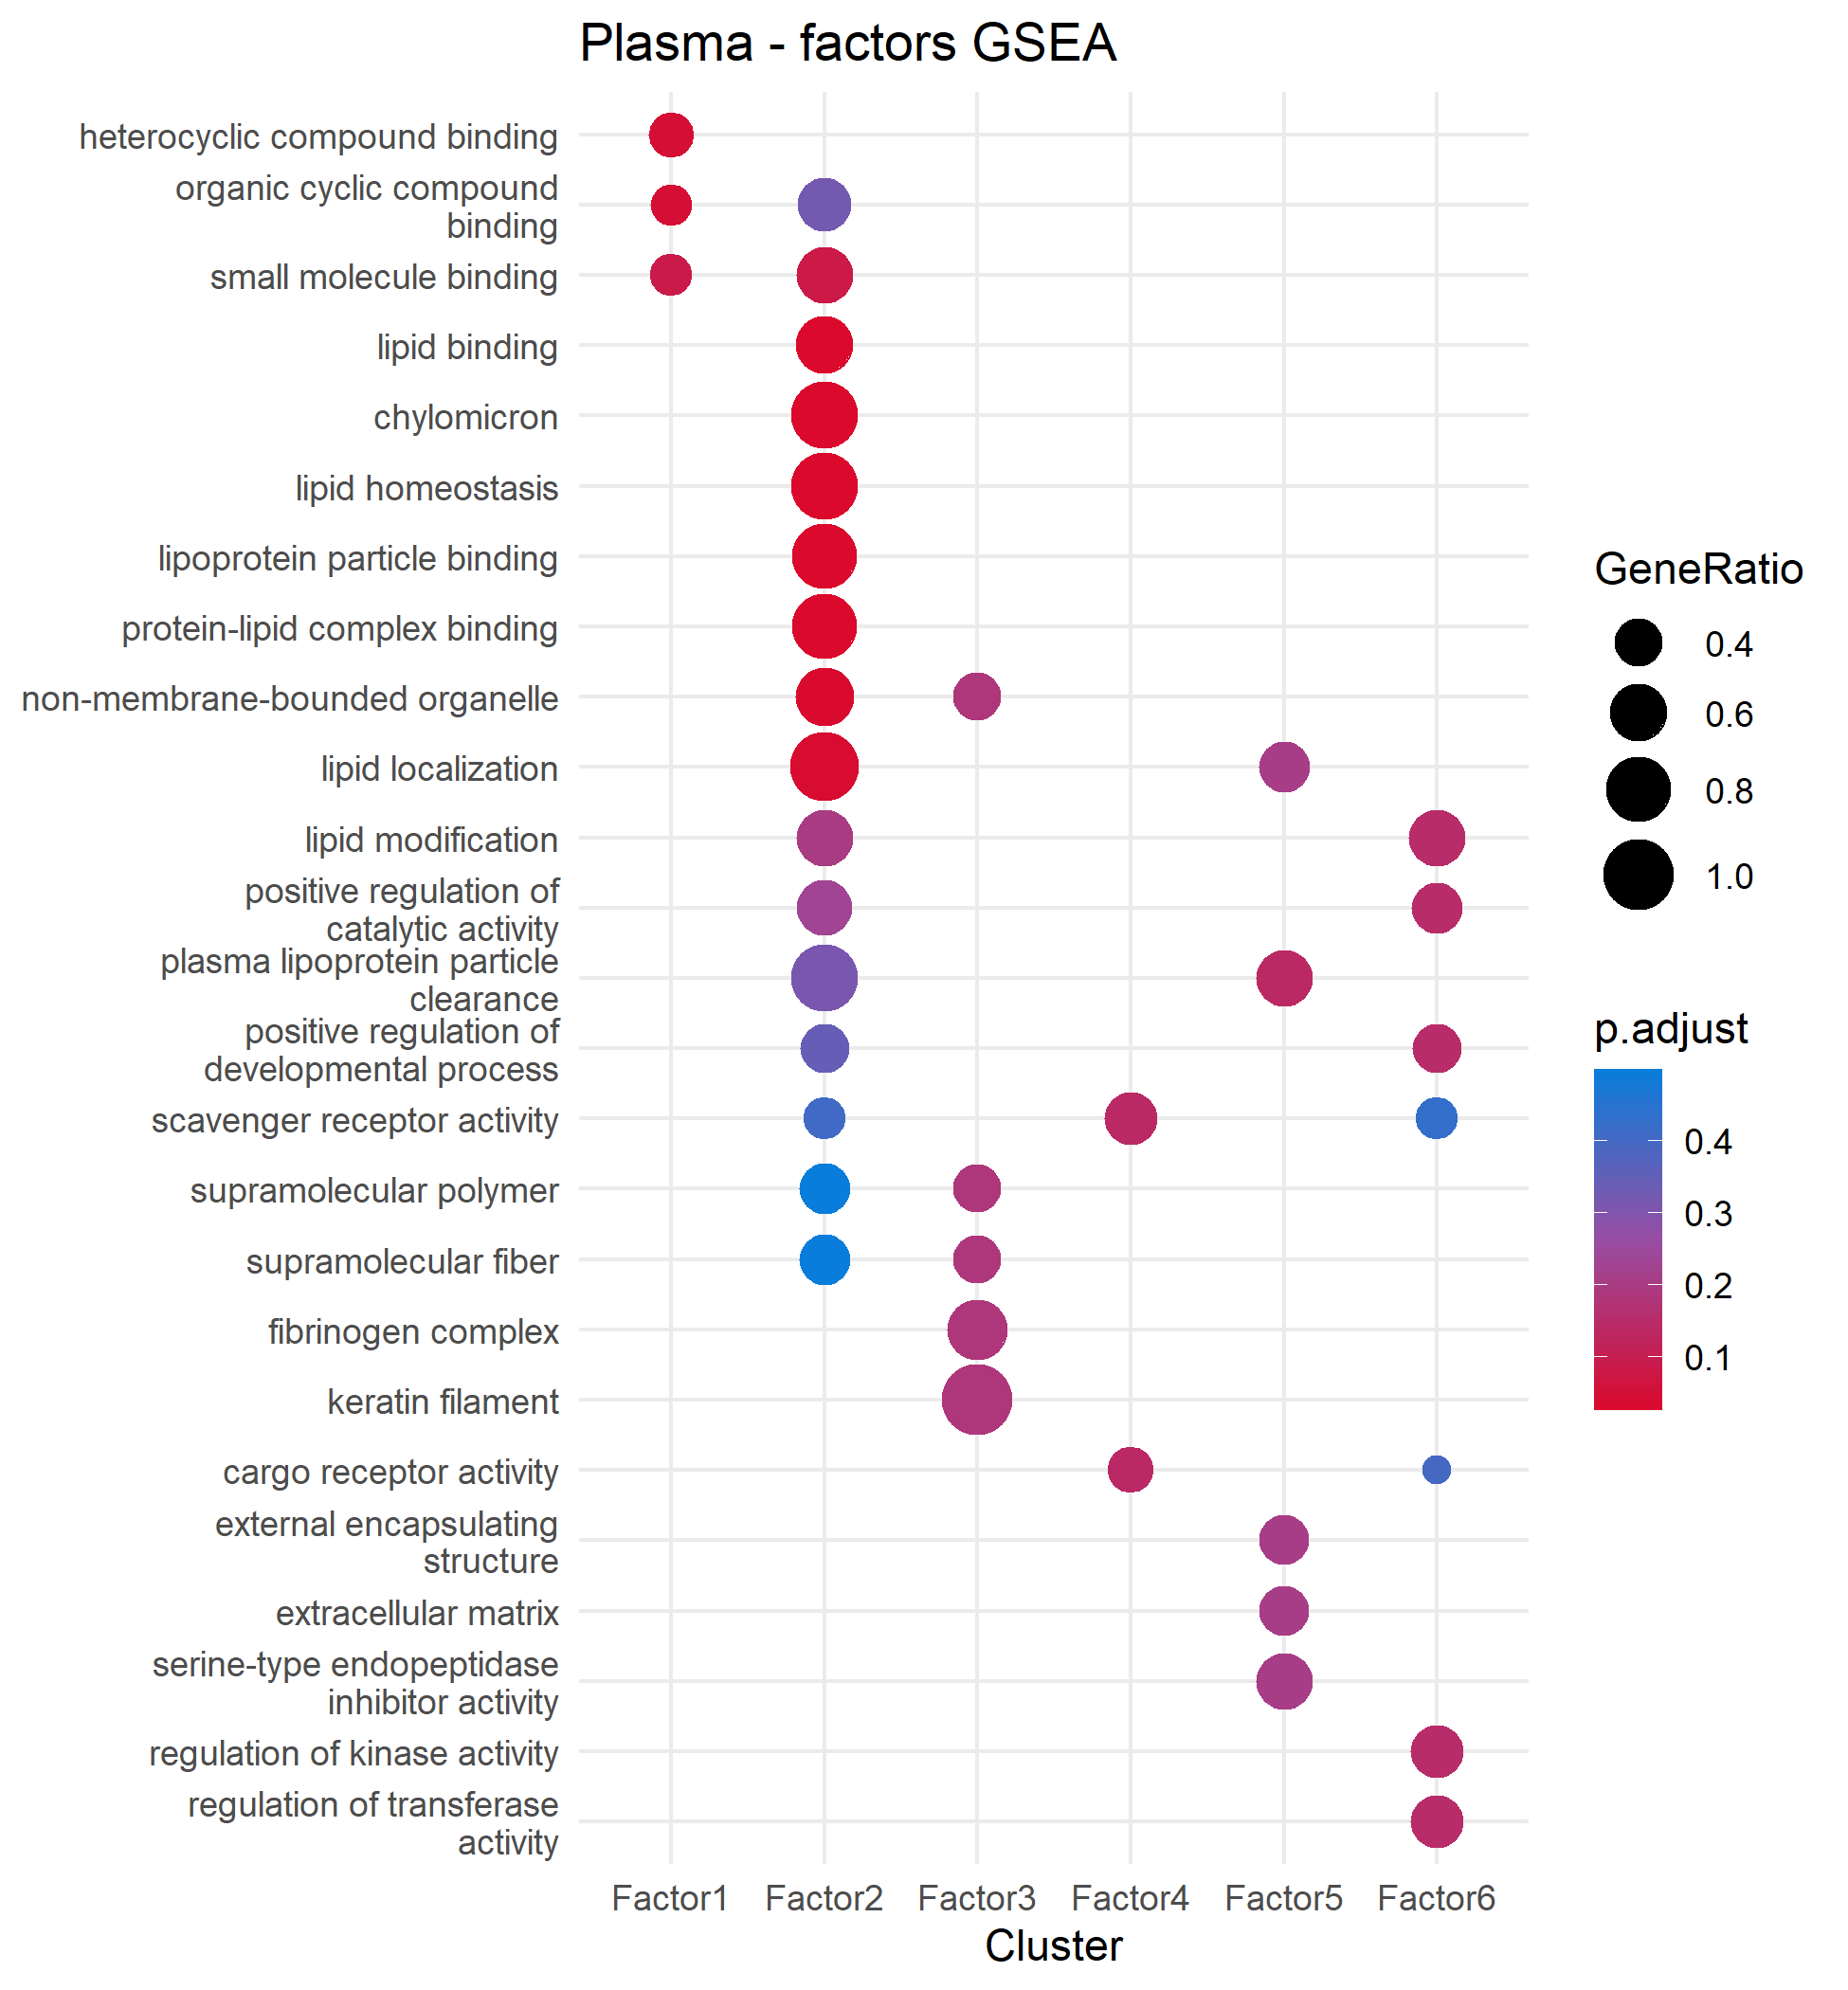 Plasma - factors GSEA
heterocyclic compound binding
organic cyclic compound
binding
small molecule binding
lipid binding
chylomicron
lipid homeostasis
lipoprotein particle binding
protein-lipid complex binding
non-membrane-bounded organelle
lipid localization
lipid modification
positive regulation of
catalytic activity
plasma lipoprotein particle
clearance
positive regulation of
developmental process
scavenger receptor activity
supramolecular polymer
supramolecular fiber
fibrinogen complex
keratin filament
cargo receptor activity
external encapsulating
structure
extracellular matrix
serine-type endopeptidase
inhibitor activity
regulation of kinase activity
regulation of transferase
activity
Factor1 Factor2 Factor3 Factor4 Factor5 Factor6
Cluster
GeneRatio
0.4
0.6
0.8
1.0
p.adjust
0.4
0.3
0.2
0.1